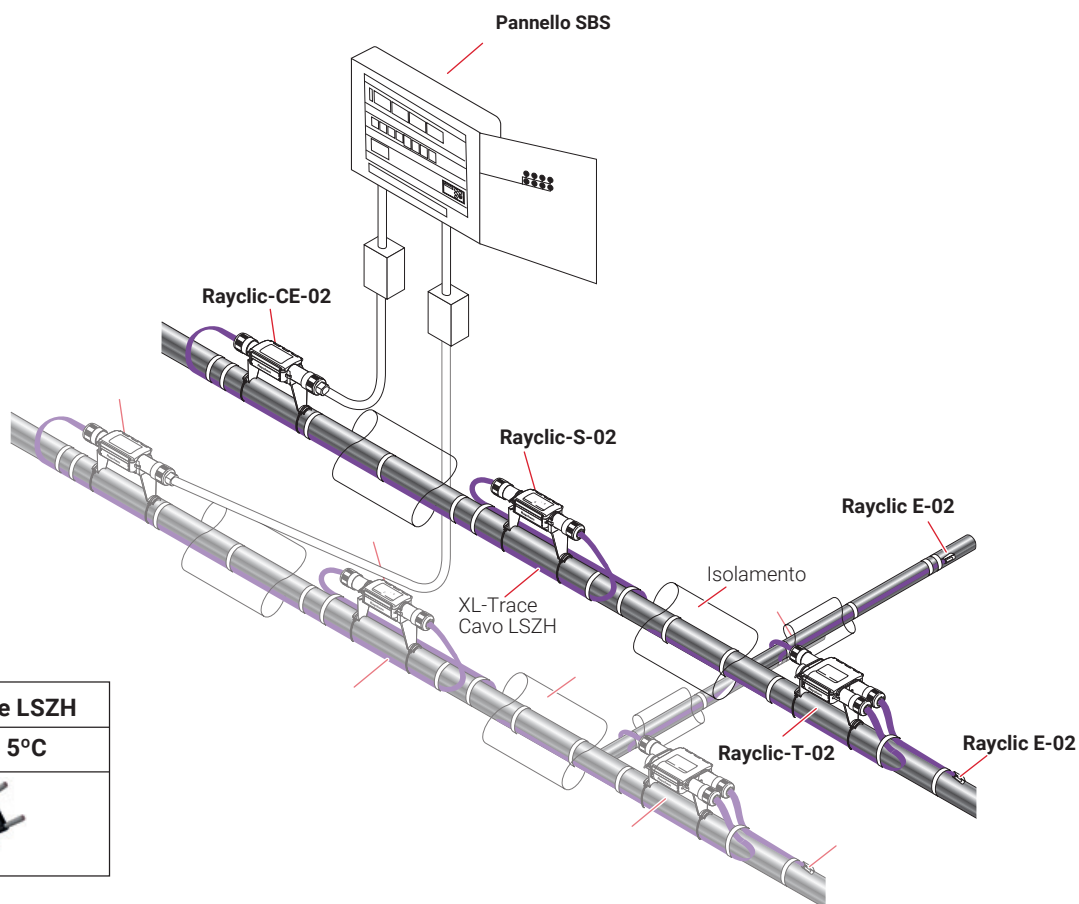 Pannello SBS
Rayclic-CE-02
Rayclic-S-02
Rayclic E-02
Isolamento
XL-Trace
Cavo LSZH
Rayclic-T-02
Rayclic E-02
e LSZH
5ºC